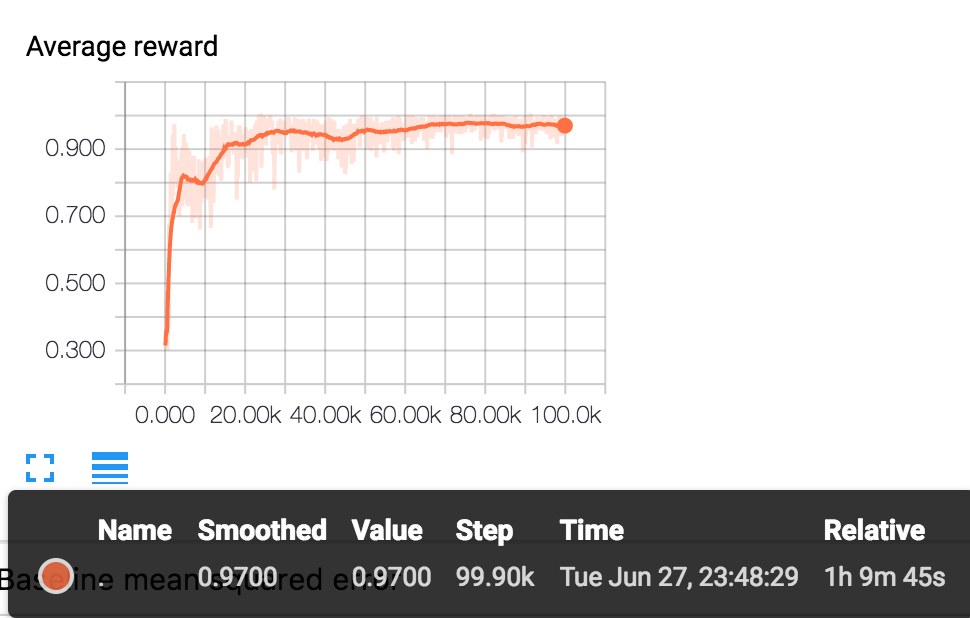 Average reward
0.900
0.700
0.500
0.300
0.000 20.00k 40.00k 60.00k 80.00k 100.0k
Name Smoothed Value Step Time Relative
. 0.9700 0.9700 99.90k Tue Jun 27, 23:48:29 1h 9m 45s
Baseline mean squared error